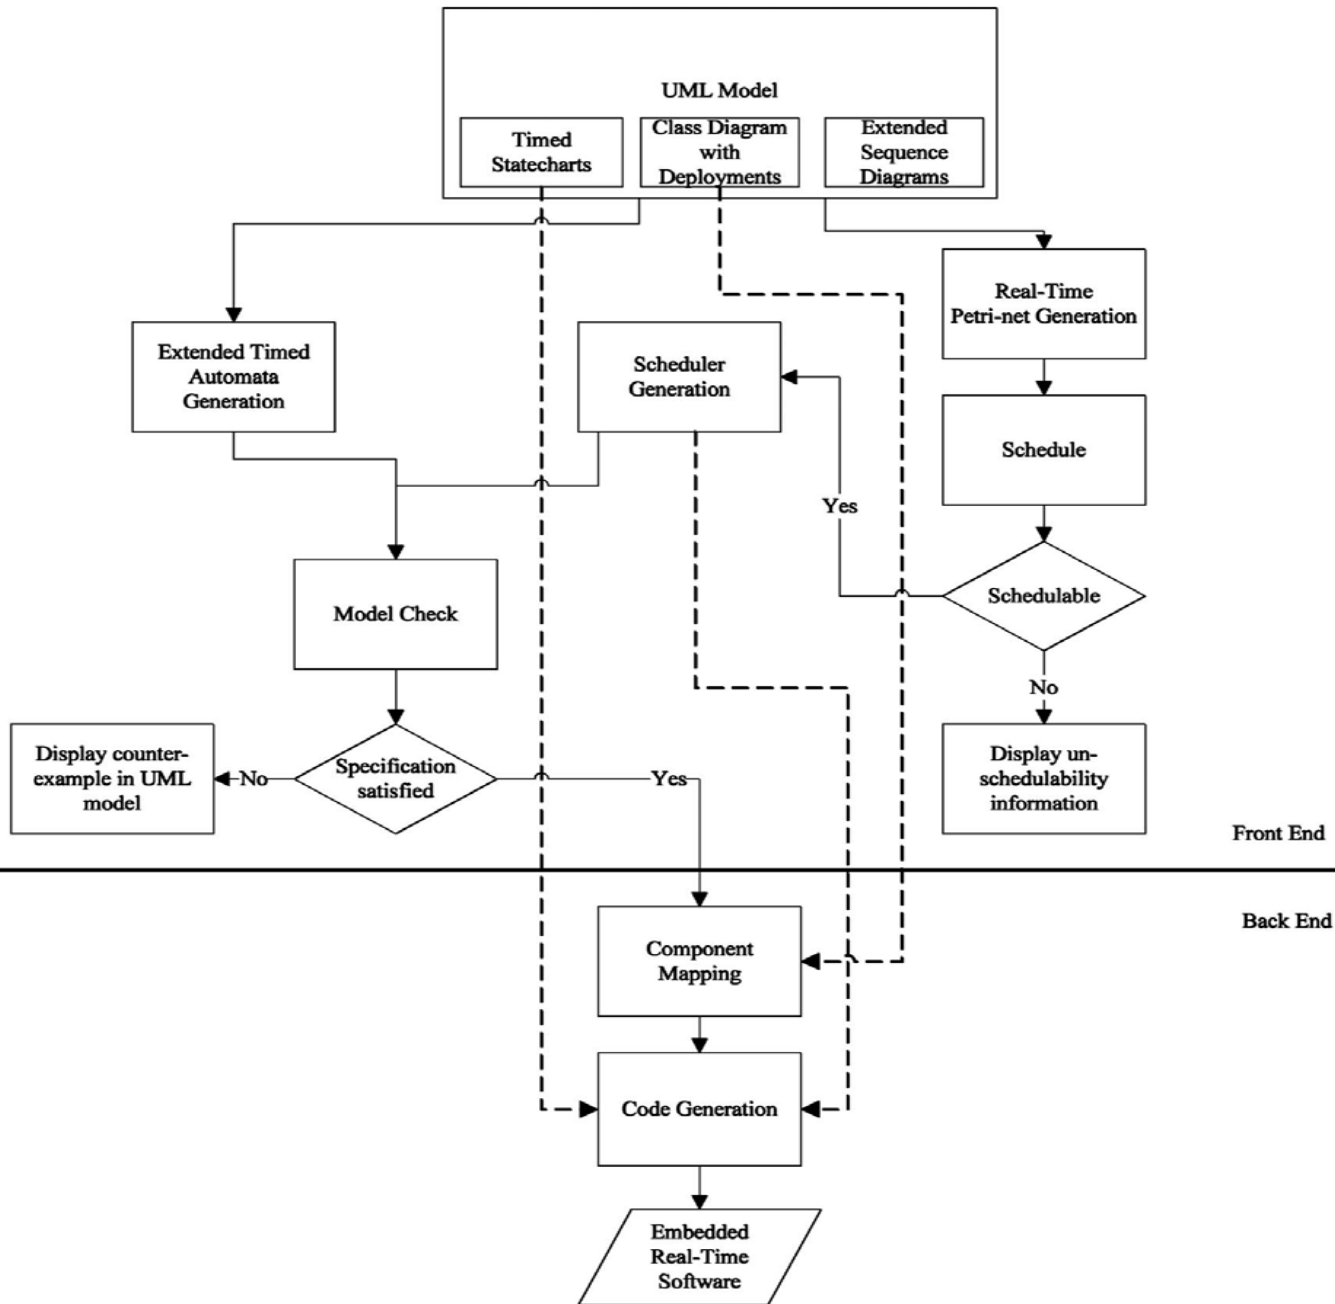 UML Model
Timed
Statecharts
Class Diagram
with
Deployments
Extended
Sequence
Diagrams
Real-Time
Petri-net Generation
Extended Timed
Automata
Generation
Scheduler
Generation
Schedule
Yes
Schedulable
Model Check
No
Display counter-
example in UML
model
No
Specification
satisfied
Yes
Display un-
schedulability
information
Front End
Back End
Component
Mapping
Code Generation
Embedded
Real-Time
Software